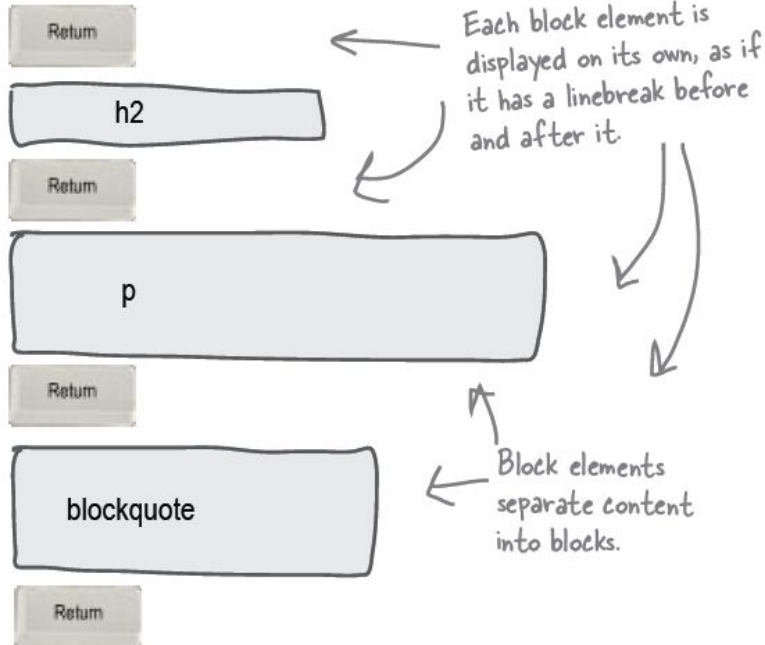 Return
Each block element is
displayed on its own, as if
it has a linebreak before
and after it.
h2
Return
p
Return
Block elements
separate content
into blocks.
blockquote
Return